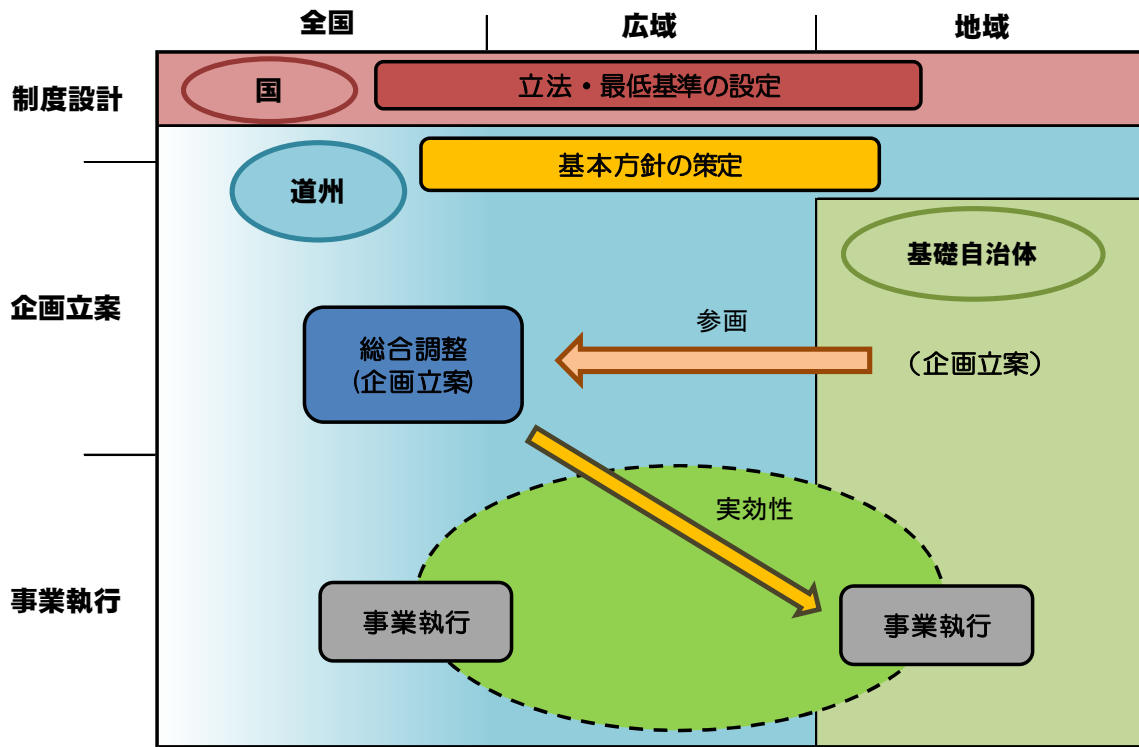 全国
広域
地域
制度設計
国
立法・最低基準の設定
基本方針の策定
道州
基礎自治体
企画立案
参画
総合調整
(企画立案)
（企画立案）
実効性
事業執行
事業執行
事業執行